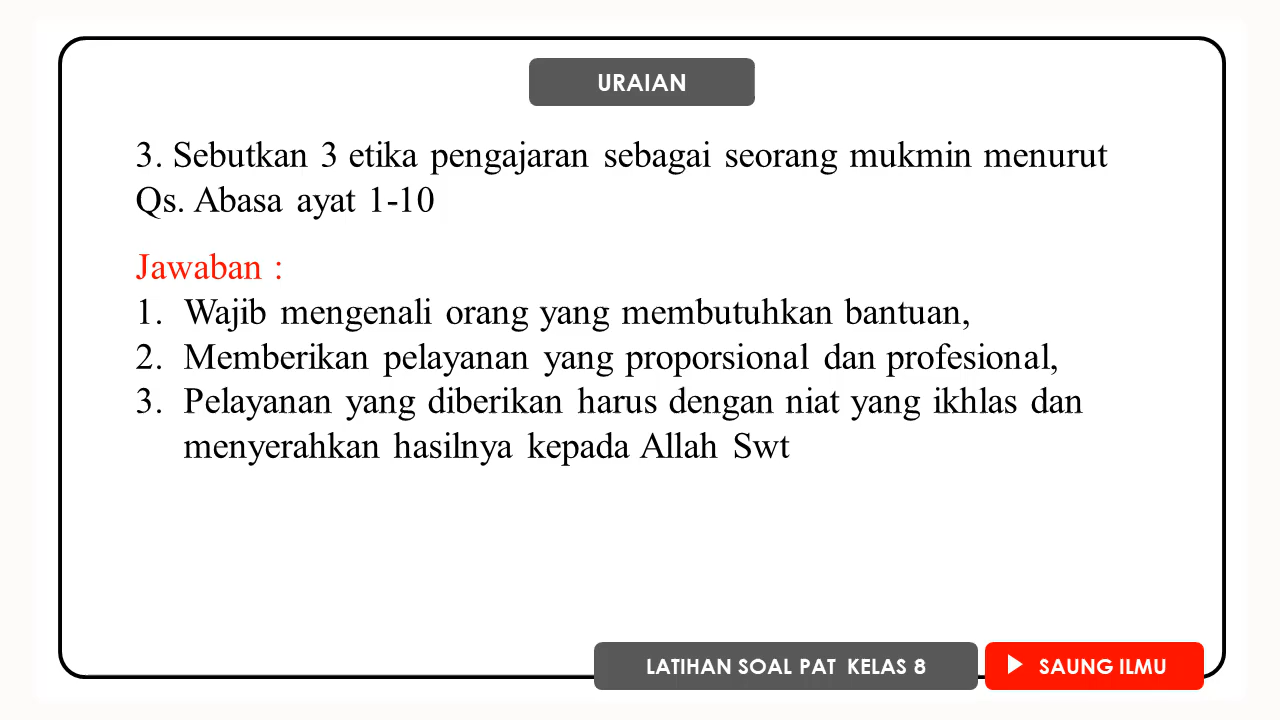 URAIAN
3. Sebutkan 3 etika pengajaran sebagai seorang mukmin menurut
Qs. Abasa ayat 1-10
Jawaban :
1. Wajib mengenali orang yang membutuhkan bantuan,
2. Memberikan pelayanan yang proporsional dan profesional,
3. Pelayanan yang diberikan harus dengan niat yang ikhlas dan
menyerahkan hasilnya kepada Allah Swt
LATIHAN SOAL PAT KELAS 8
SAUNG ILMU